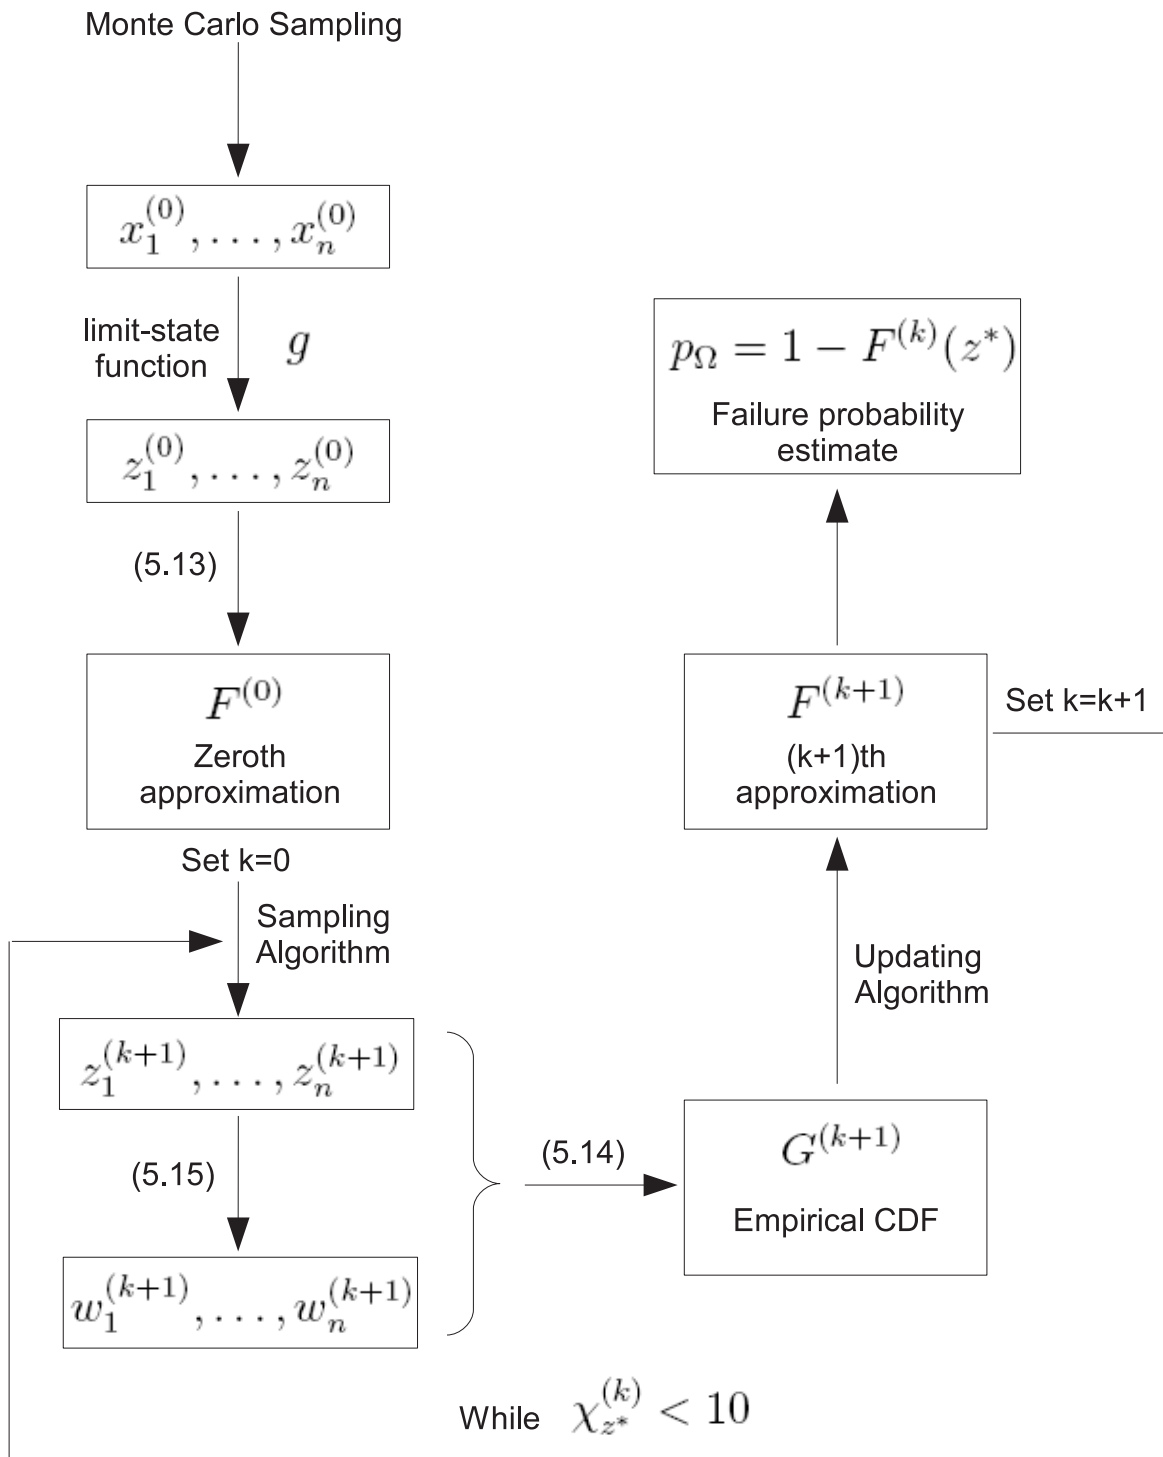 Monte Carlo Sampling
x_1^{(0)}, . . . , x_n^{(0)}
limit-state
function
g
z_1^{(0)}, . . . , z_n^{(0)}
(5.13)
F^{(0)}
Zeroth
approximation
Set k=0
Sampling
Algorithm
z_1^{(k+1)}, . . . , z_n^{(k+1)}
(5.15)
w_1^{(k+1)}, . . . , w_n^{(k+1)}
(5.14)
G^{(k+1)}
Empirical CDF
Updating
Algorithm
F^{(k+1)}
(k+1)th
approximation
Set k=k+1
p_Ω = 1 − F^{(k)}(z^*)
Failure probability
estimate
While χ_{z^*}^{(k)} < 10